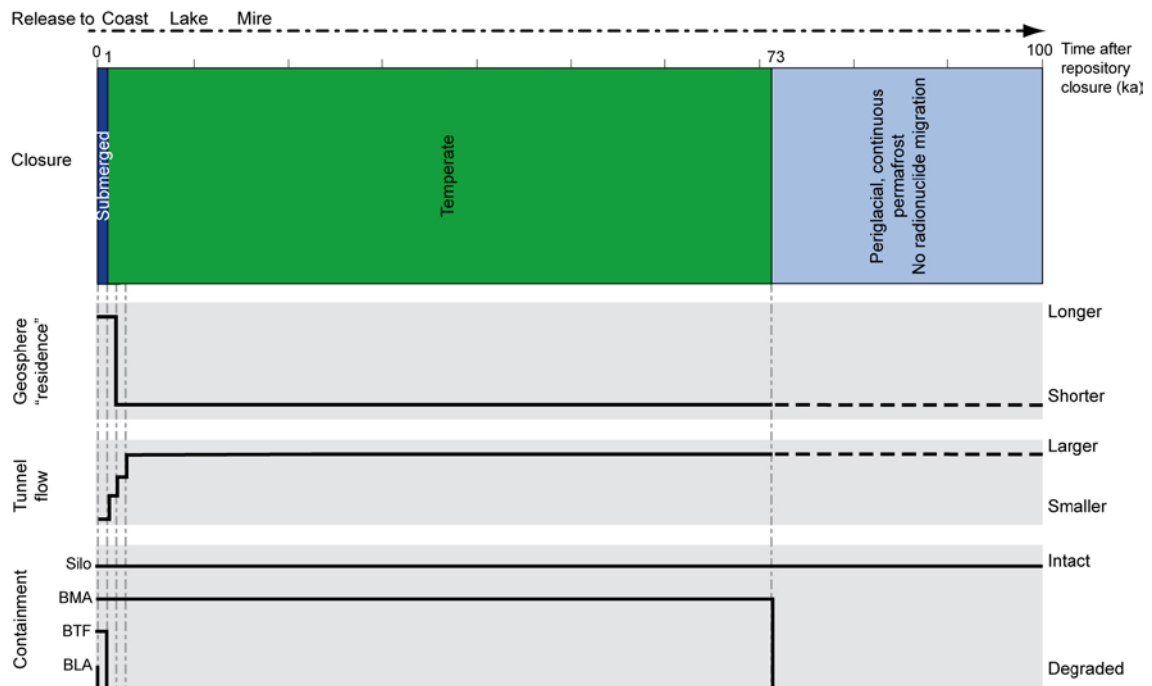 Release to Coast Lake Mire
0 1 73 100
Time after
repository
closure (ka)
Closure
Submerged
Temperate
Periglacial, continuous
permafrost
No radionuclide migration
Geosphere
“residence”
Longer
Shorter
Tunnel
flow
Larger
Smaller
Containment
Silo
BMA
BTF
BLA
Intact
Degraded